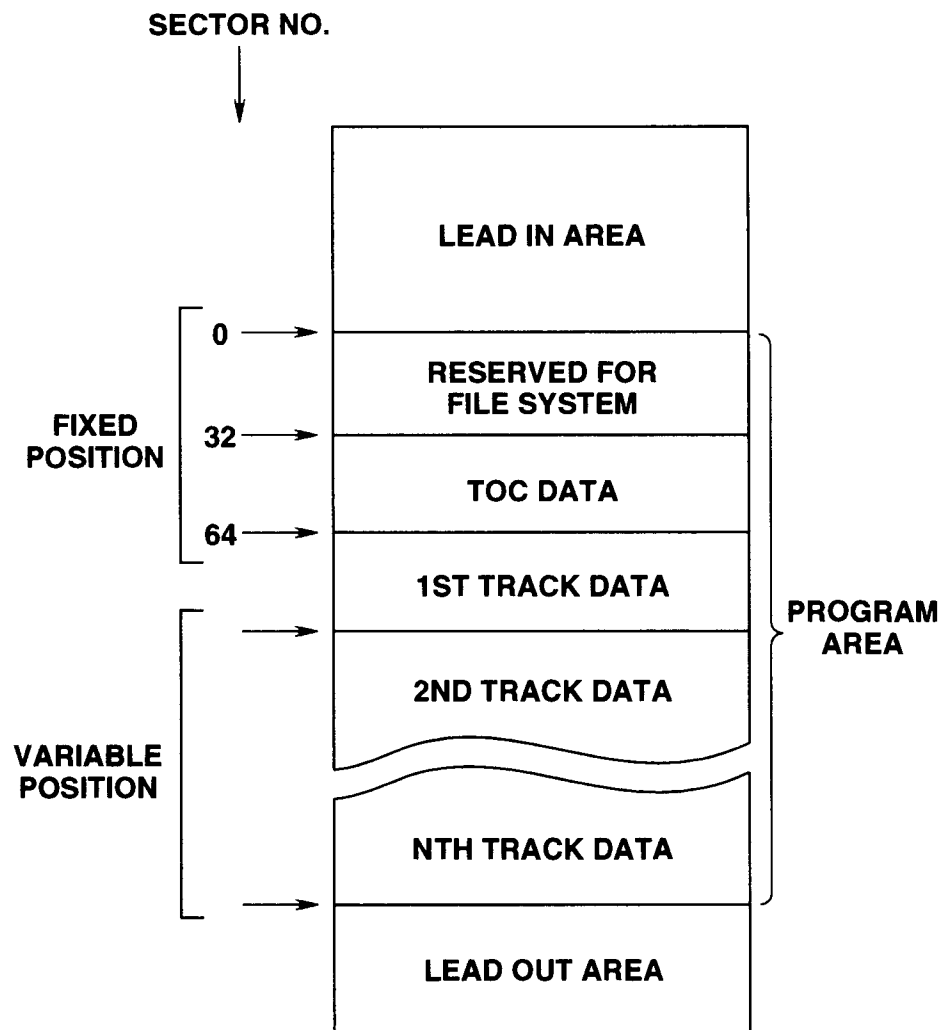 SECTOR NO.
LEAD IN AREA
0
RESERVED FOR
FILE SYSTEM
FIXED
POSITION
32
TOC DATA
64
1ST TRACK DATA
PROGRAM
AREA
2ND TRACK DATA
VARIABLE
POSITION
NTH TRACK DATA
LEAD OUT AREA